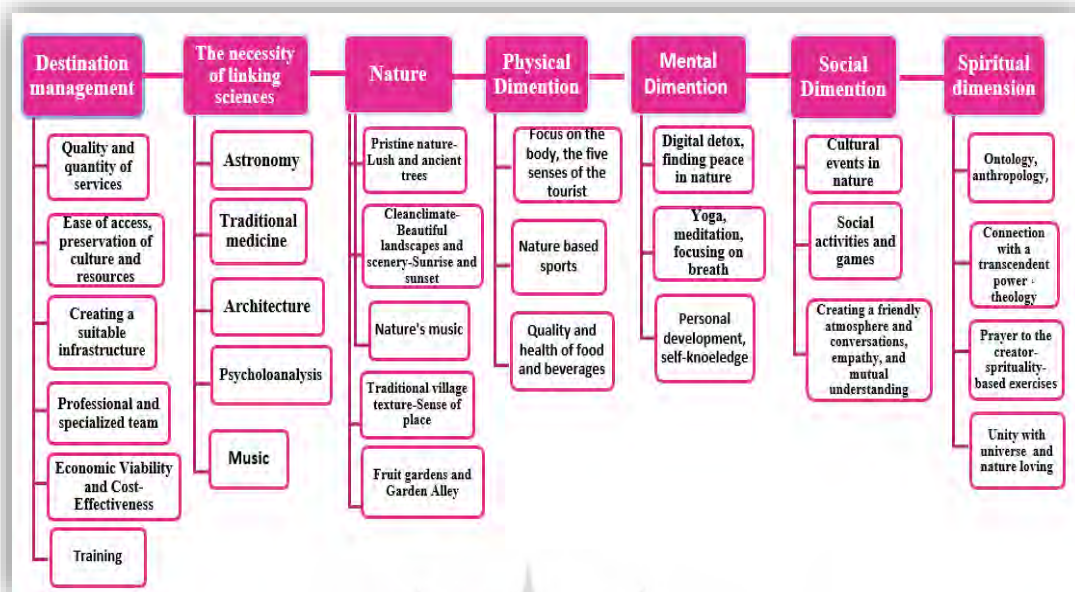 Destination
management
The necessity
of linking
sciences
Nature
Physical
Dimention
Mental
Dimention
Social
Dimention
Spiritual
dimension
Quality and
quantity of
services
Ease of access,
preservation of
culture and
resources
Creating a
suitable
infrastructure
Professional and
specialized team
Economic Viability
and Cost-
Effectiveness
Training
Astronomy
Traditional
medicine
Architecture
Psycholoanalysis
Music
Pristine nature-
Lush and ancient
trees
Cleanclimate-
Beautiful
landscapes and
scenery-Sunrise and
sunset
Nature's music
Traditional village
texture-Sense of
place
Fruit gardens and
Garden Alley
Focus on the
body, the five
senses of the
tourist
Nature based
sports
Quality and
health of food
and beverages
Digital detox,
finding peace
in nature
Yoga,
meditation,
focusing on
breath
Personal
development,
self-knoeledge
Cultural
events in
nature
Social
activities and
games
Creating a friendly
atmosphere and
conversations,
empathy, and
mutual
understanding
Ontology,
anthropology,
Connection
with a
transcendent
power -
theology
Prayer to the
creator-
sprituality-
based exercises
Unity with
universe and
nature loving